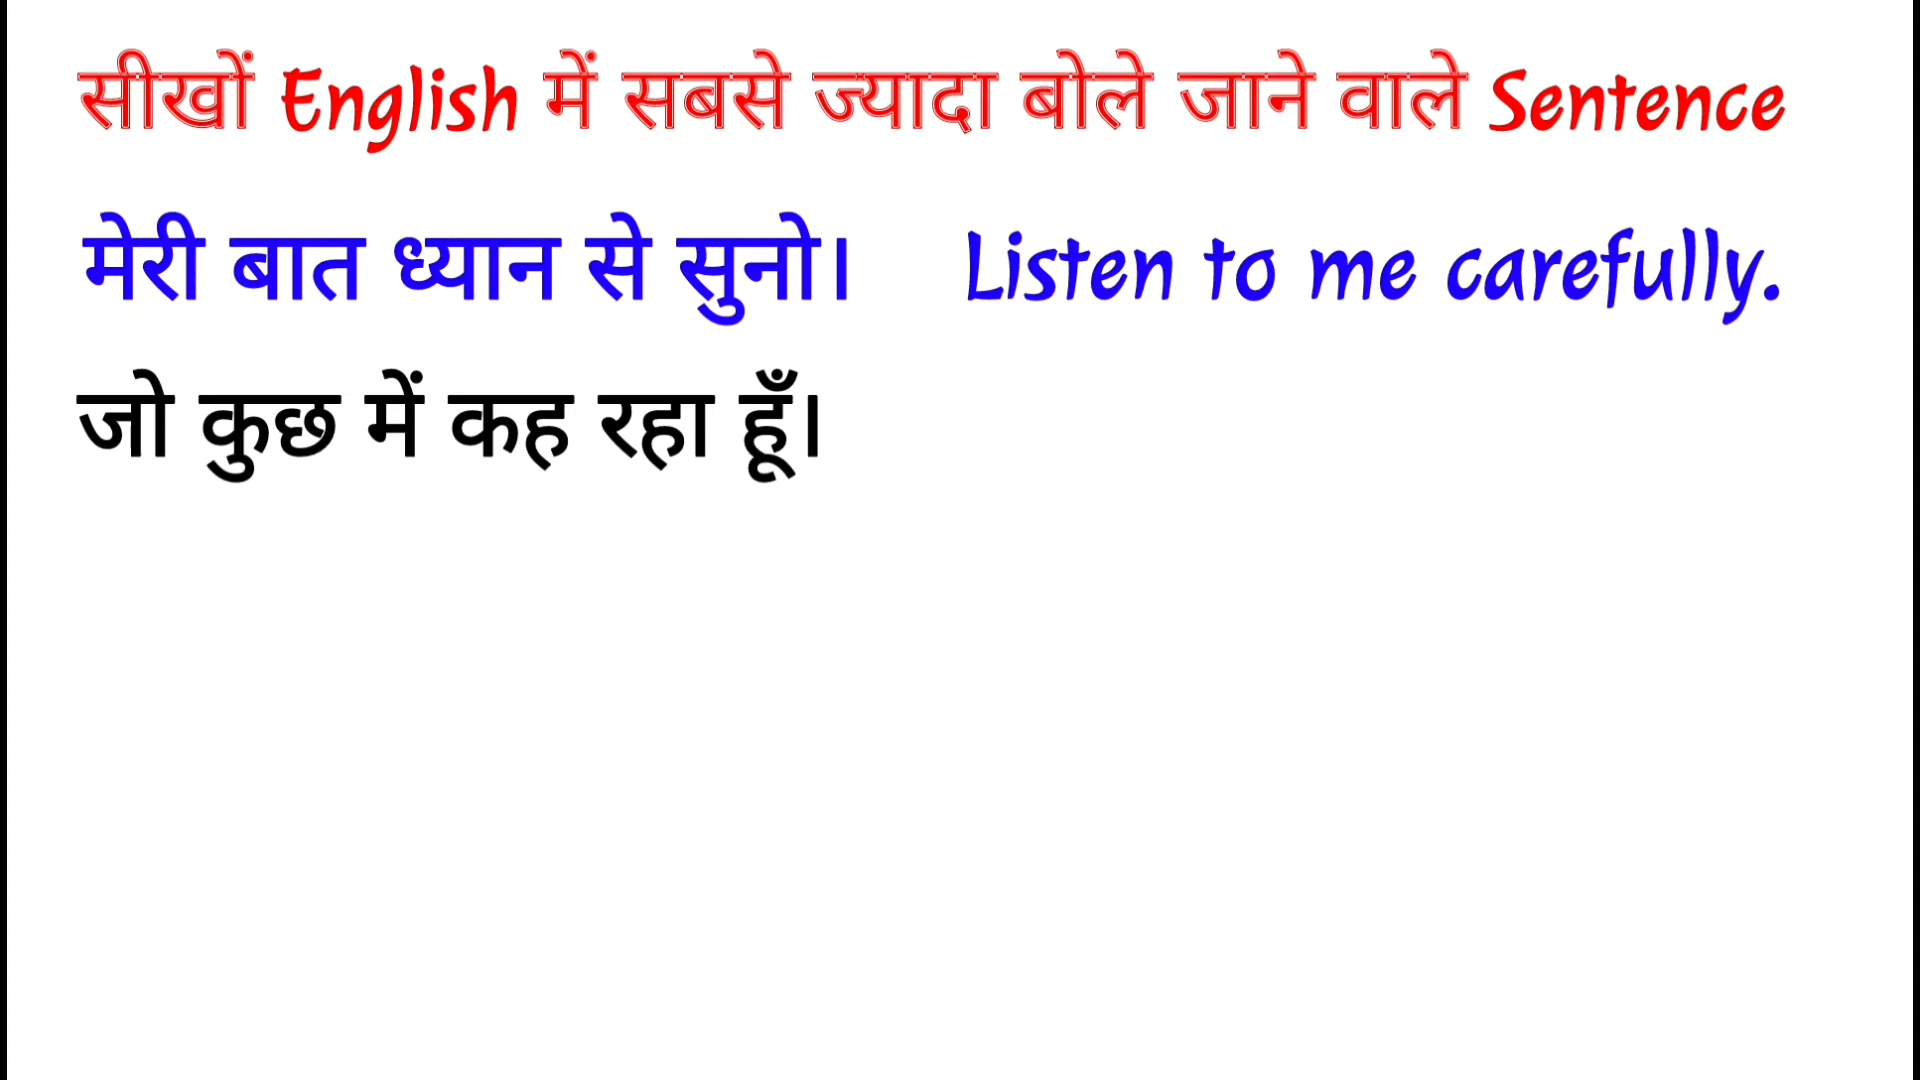 सीखों English में सबसे ज्यादा बोले जाने वाले Sentence
मेरी बात ध्यान से सुनो। Listen to me carefully.
जो कुछ में कह रहा हूँ।